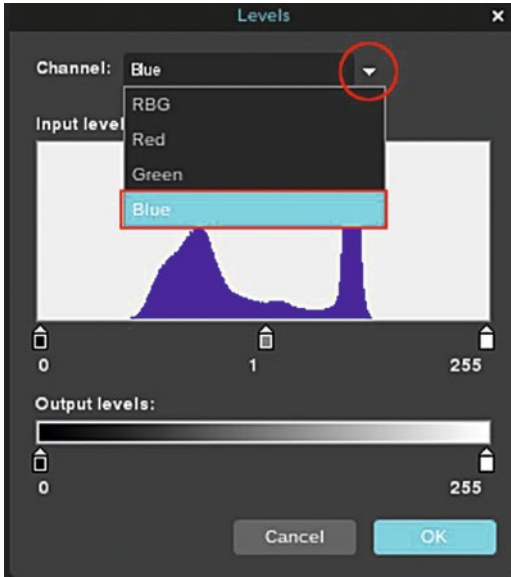 Levels ×
Channel: Blue
RBG
Input level
Red
Green
Blue
0 1 255
Output levels:
0 255
Cancel OK